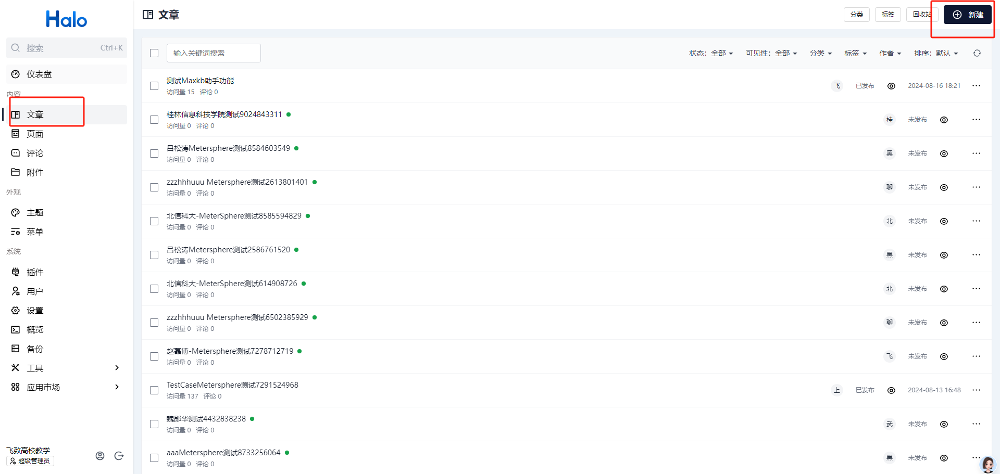 Halo
搜索 Ctrl+K
仪表盘
内容
文章
页面
评论
附件
外观
主题
菜单
系统
插件
用户
设置
概览
备份
工具
应用市场
飞致高校教学
超级管理员
文章
分类 标签 回收站 新建
输入关键词搜索 状态：全部 可见性：全部 分类 标签 作者 排序：默认
测试Maxkb助手功能
访问量 15 评论 0
飞 已发布 2024-08-16 18:21
桂林信息科技学院测试9024843311
访问量 0 评论 0
桂 未发布
吕松涛Metersphere测试8584603549
访问量 0 评论 0
黑 未发布
zzzhhhuuu Metersphere测试2613801401
访问量 0 评论 0
聊 未发布
北信科大-MeterSphere测试8585594829
访问量 0 评论 0
北 未发布
吕松涛Metersphere测试2586761520
访问量 0 评论 0
黑 未发布
北信科大-MeterSphere测试614908726
访问量 0 评论 0
北 未发布
zzzhhhuuu Metersphere测试6502385929
访问量 0 评论 0
聊 未发布
赵磊博-Metersphere测试7278712719
访问量 0 评论 0
飞 未发布
TestCaseMetersphere测试7291524968
访问量 137 评论 0
上 已发布 2024-08-13 16:48
魏郧华测试4432838238
访问量 0 评论 0
武 未发布
aaaMetersphere测试8733256064
访问量 0 评论 0
黑 未发布